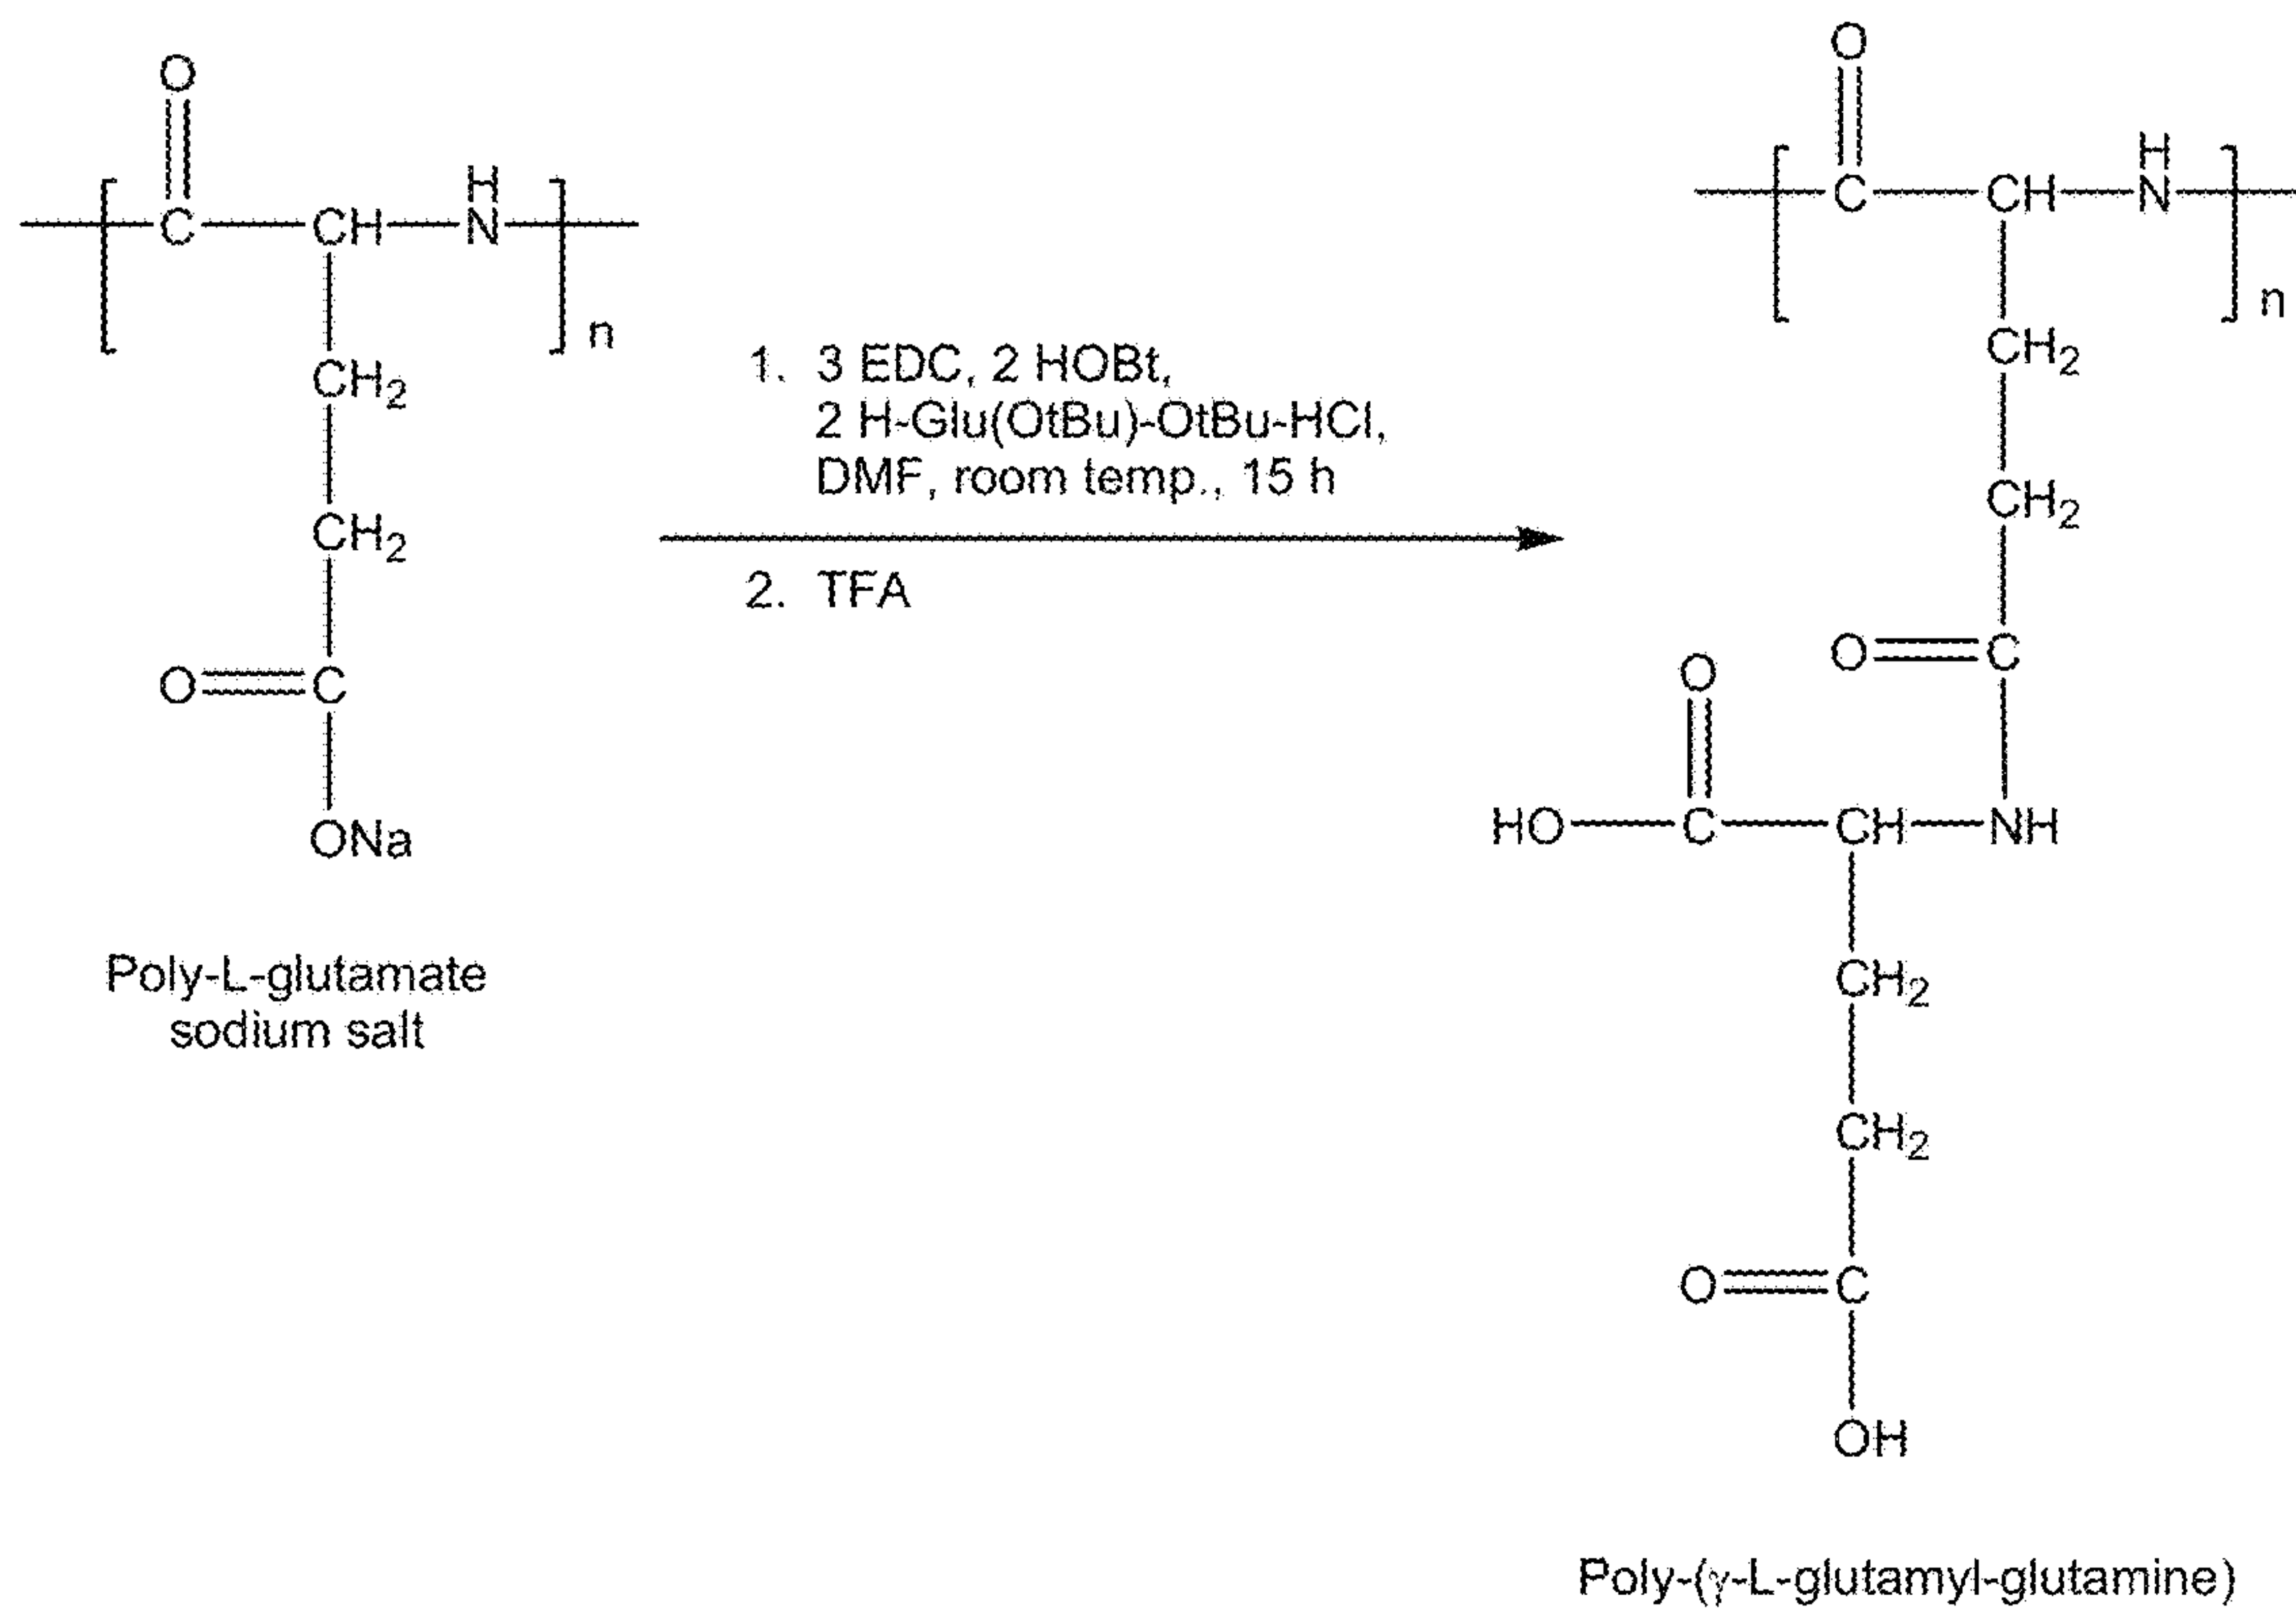 O
C
CH
H
N
n
CH2
CH2
O
C
ONa
Poly-L-glutamate
sodium salt
1. 3 EDC, 2 HOBt,
2 H-Glu(OtBu)-OtBu-HCl,
DMF, room temp., 15 h
2. TFA
O
C
CH
H
N
n
CH2
CH2
O
C
O
HO
C
CH
NH
CH2
CH2
O
C
OH
Poly-(γ-L-glutamyl-glutamine)